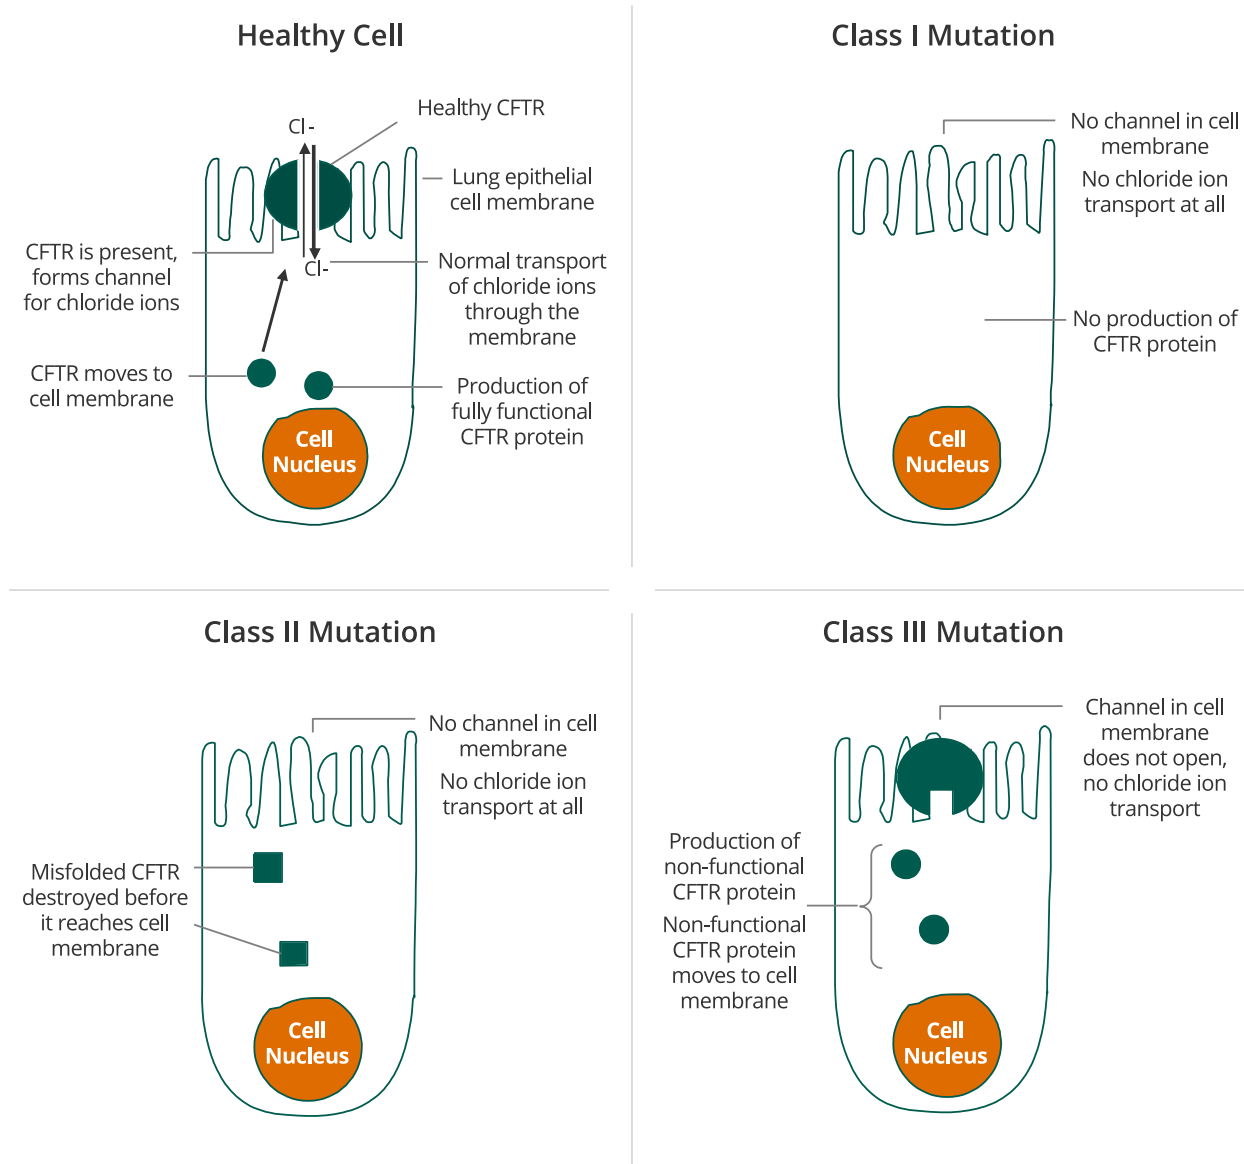 Healthy Cell
Cl-
Healthy CFTR
Lung epithelial
cell membrane
CFTR is present,
forms channel
for chloride ions
Cl-
Normal transport
of chloride ions
through the
membrane
CFTR moves to
cell membrane
Production of
fully functional
CFTR protein
Cell
Nucleus
Class I Mutation
No channel in cell
membrane
No chloride ion
transport at all
No production of
CFTR protein
Cell
Nucleus
Class II Mutation
No channel in cell
membrane
No chloride ion
transport at all
Misfolded CFTR
destroyed before
it reaches cell
membrane
Cell
Nucleus
Class III Mutation
Channel in cell
membrane
does not open,
no chloride ion
transport
Production of
non-functional
CFTR protein
Non-functional
CFTR protein
moves to cell
membrane
Cell
Nucleus